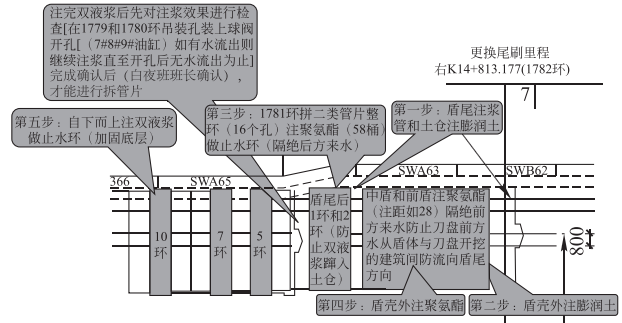 注完双液浆后先对注浆效果进行检
查[在1779和1780环吊装孔装上球阀
开孔[（7#8#9#油缸）如有水流出则
继续注浆直至开孔后无水流出为止]
完成确认后（白夜班班长确认），
才能进行拆管片
更换尾刷里程
右K14+813.177(1782环)
7
第五步：自下而上注双液浆
做止水环（加固底层）
第三步：1781环拼二类管片整
环（16个孔）注聚氨酯（58桶）
做止水环（隔绝后方来水）
第一步：盾尾注浆
管和土仓注膨润土
366
SWA65
SWA63
SWB62
10
环
7
环
5
环
盾尾后
1环和2
环（防
止双液
浆蹿入
土仓）
中盾和前盾注聚氨酯
（注距如28）隔绝前
方来水防止刀盘前方
水从盾体与刀盘开挖
的建筑间防流向盾尾
方向
800
第四步：盾壳外注聚氨酯
第二步：盾壳外注膨润土